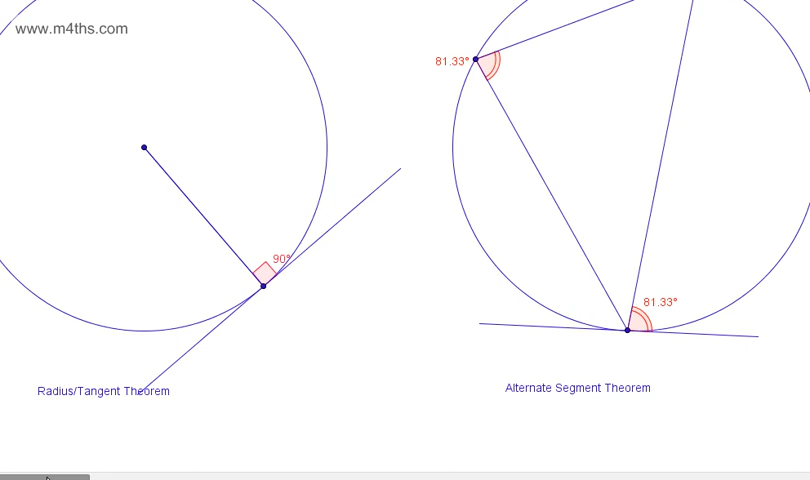 www.m4ths.com
81.33°
90°
81.33°
Radius/Tangent Theorem
Alternate Segment Theorem